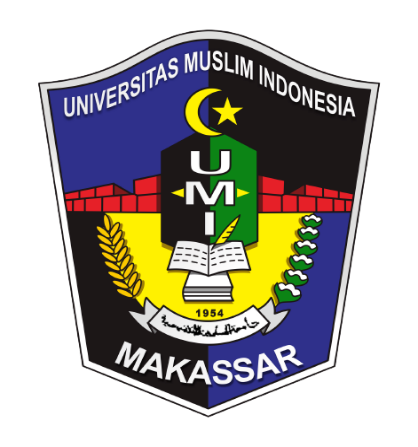 UNIVERSITAS MUSLIM INDONESIA
U
M
I
1954
MAKASSAR